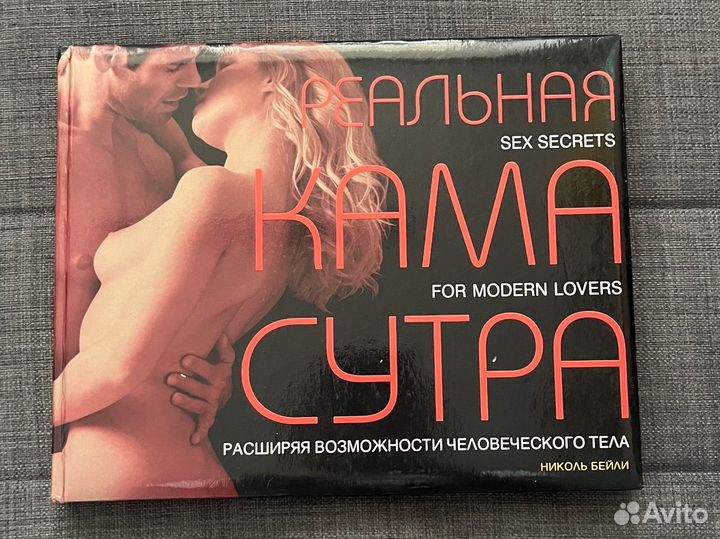 РЕАЛЬНАЯ
SEX SECRETS
КАМА
FOR MODERN LOVERS
СУТРА
РАСШИРЯЯ ВОЗМОЖНОСТИ ЧЕЛОВЕЧЕСКОГО ТЕЛА
НИКОЛЬ БЕЙЛИ
Avito